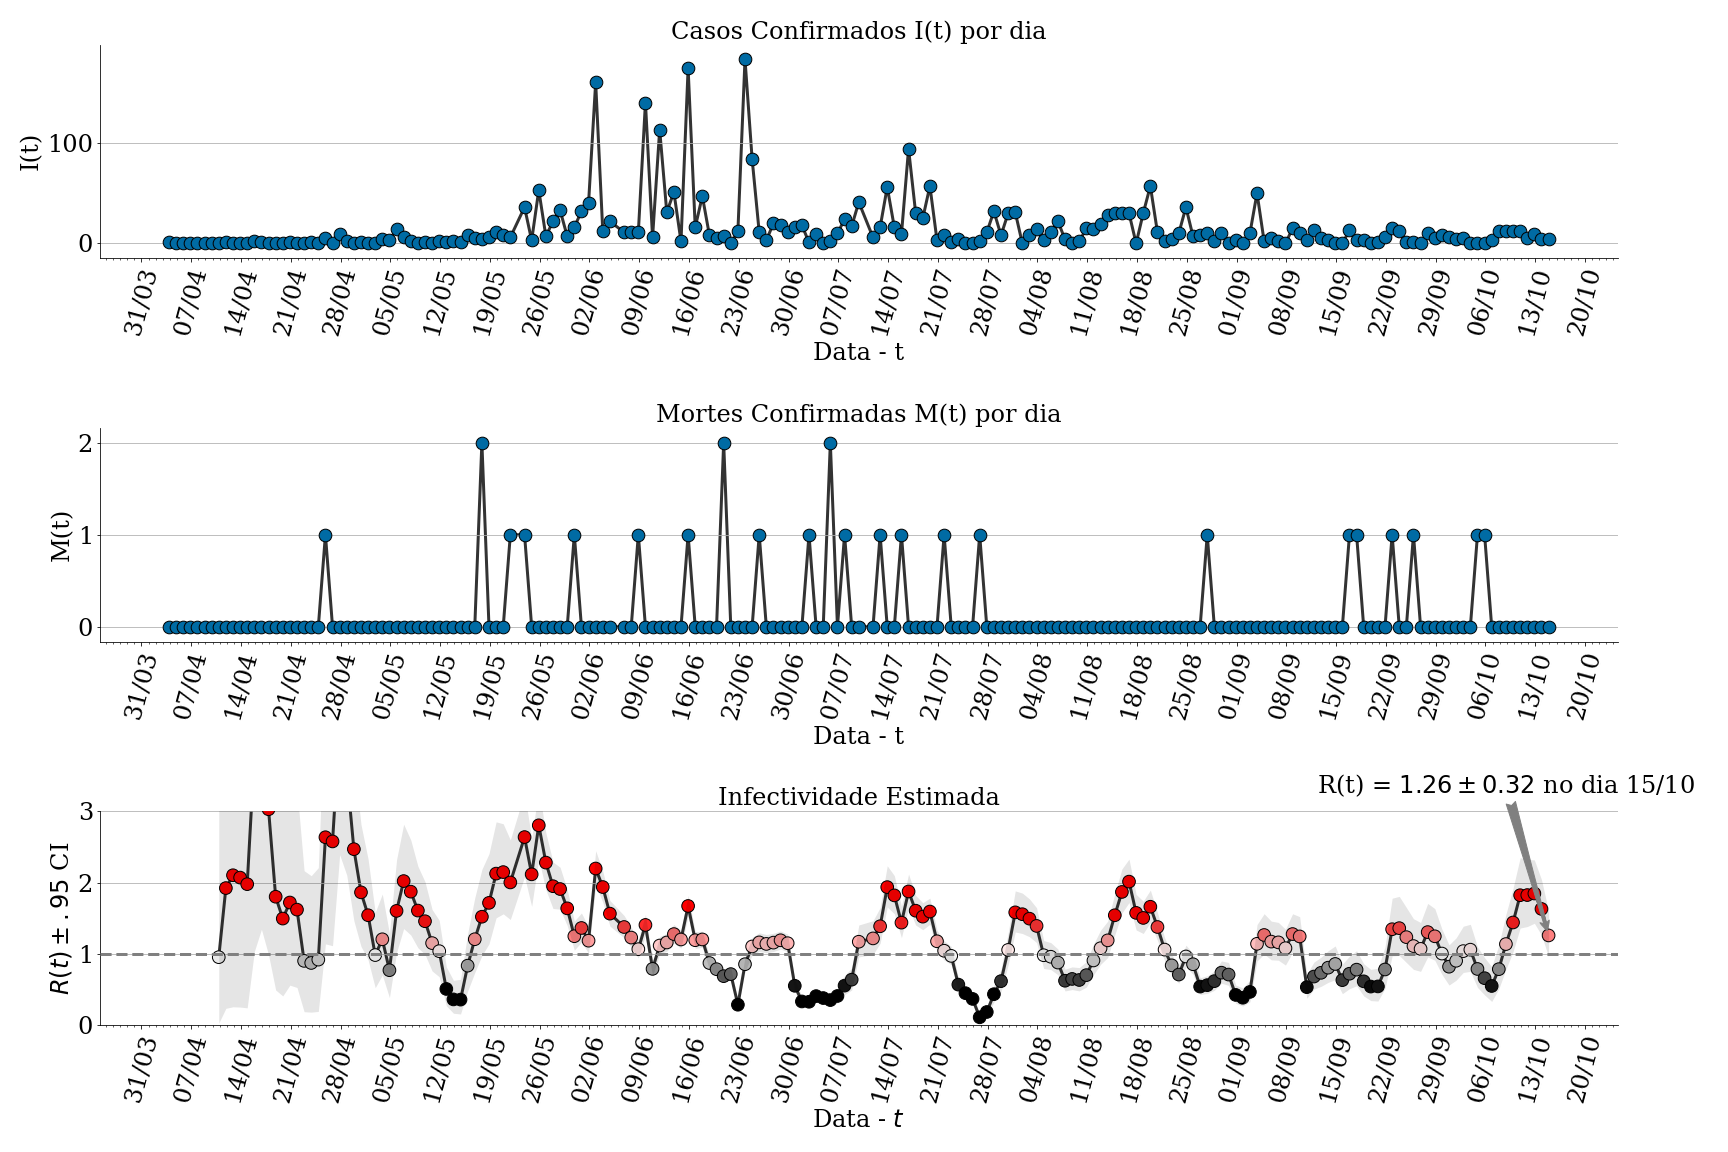 Casos Confirmados I(t) por dia
I(t)
100
0
31/03 07/04 14/04 21/04 28/04 05/05 12/05 19/05 26/05 02/06 09/06 16/06 23/06 30/06 07/07 14/07 21/07 28/07 04/08 11/08 18/08 25/08 01/09 08/09 15/09 22/09 29/09 06/10 13/10 20/10
Data - t
Mortes Confirmadas M(t) por dia
M(t)
2
1
0
31/03 07/04 14/04 21/04 28/04 05/05 12/05 19/05 26/05 02/06 09/06 16/06 23/06 30/06 07/07 14/07 21/07 28/07 04/08 11/08 18/08 25/08 01/09 08/09 15/09 22/09 29/09 06/10 13/10 20/10
Data - t
R(t) = 1.26 ± 0.32 no dia 15/10
Infectividade Estimada
R(t) ± .95 CI
3
2
1
0
31/03 07/04 14/04 21/04 28/04 05/05 12/05 19/05 26/05 02/06 09/06 16/06 23/06 30/06 07/07 14/07 21/07 28/07 04/08 11/08 18/08 25/08 01/09 08/09 15/09 22/09 29/09 06/10 13/10 20/10
Data - t